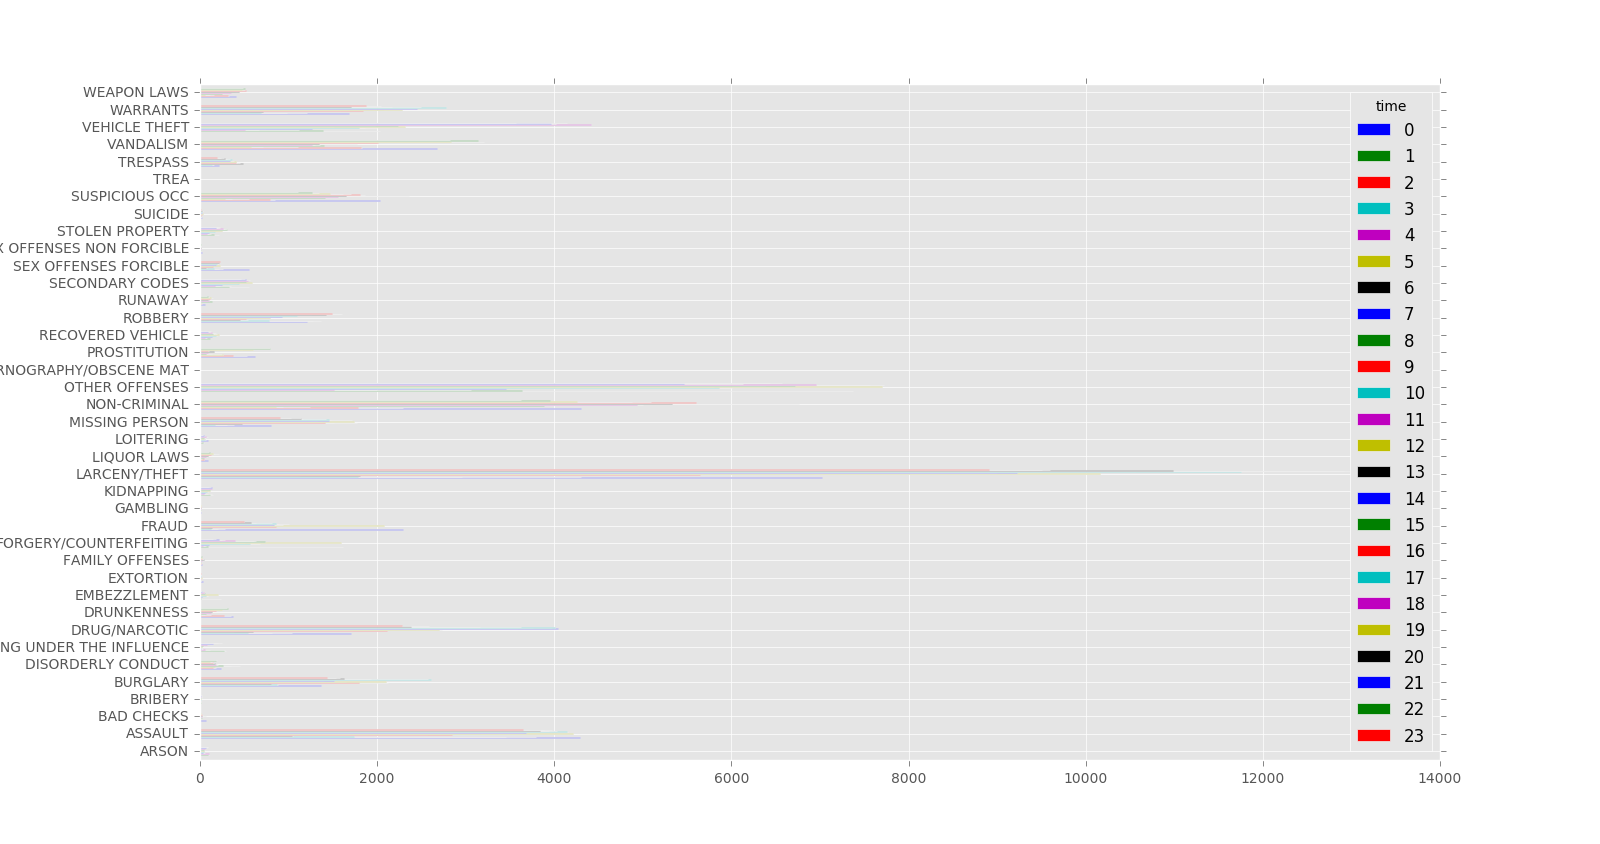 WEAPON LAWS
WARRANTS
VEHICLE THEFT
VANDALISM
TRESPASS
TREA
SUSPICIOUS OCC
SUICIDE
STOLEN PROPERTY
X OFFENSES NON FORCIBLE
SEX OFFENSES FORCIBLE
SECONDARY CODES
RUNAWAY
ROBBERY
RECOVERED VEHICLE
PROSTITUTION
RNOGRAPHY/OBSCENE MAT
OTHER OFFENSES
NON-CRIMINAL
MISSING PERSON
LOITERING
LIQUOR LAWS
LARCENY/THEFT
KIDNAPPING
GAMBLING
FRAUD
FORGERY/COUNTERFEITING
FAMILY OFFENSES
EXTORTION
EMBEZZLEMENT
DRUNKENNESS
DRUG/NARCOTIC
NG UNDER THE INFLUENCE
DISORDERLY CONDUCT
BURGLARY
BRIBERY
BAD CHECKS
ASSAULT
ARSON
0 2000 4000 6000 8000 10000 12000 14000
time
0
1
2
3
4
5
6
7
8
9
10
11
12
13
14
15
16
17
18
19
20
21
22
23